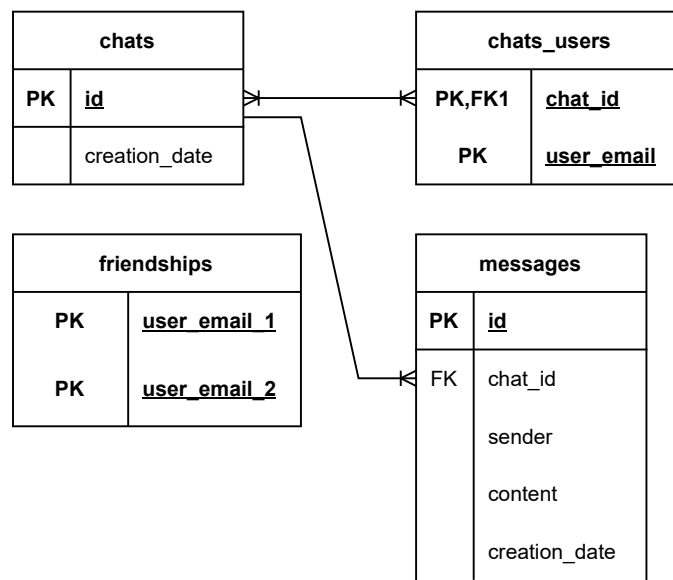 chats
PK id
creation_date
chats_users
PK,FK1 chat_id
PK user_email
friendships
PK user_email_1
PK user_email_2
messages
PK id
FK chat_id
sender
content
creation_date